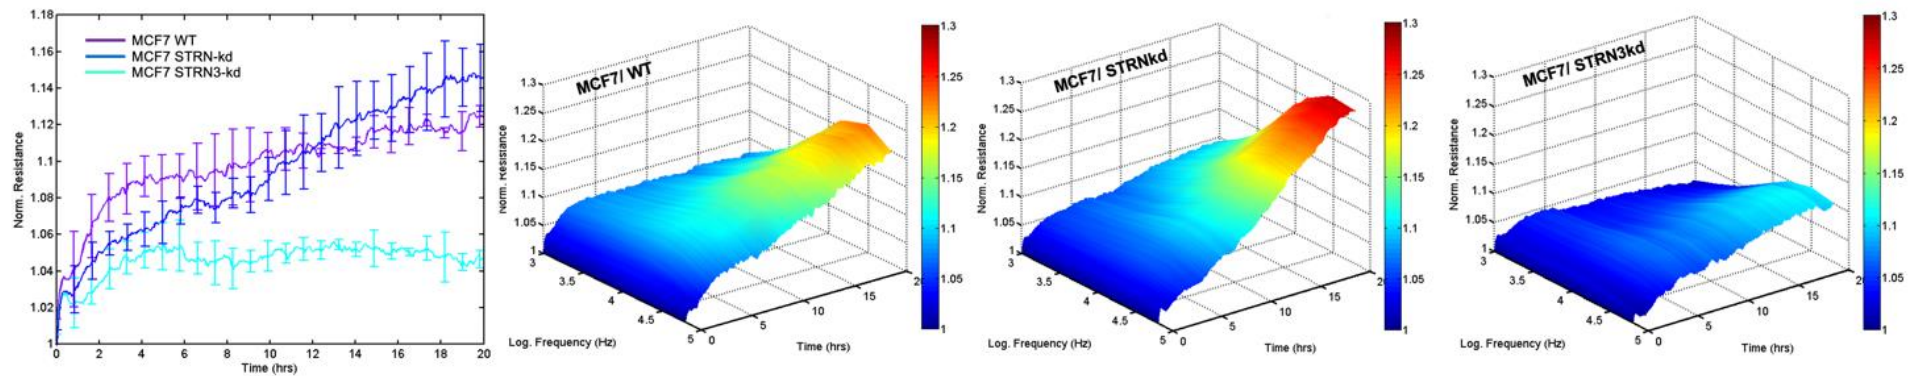 1.18
1.16
1.14
1.12
1.1
1.08
1.06
1.04
1.02
1
Norm. Resistance
MCF7 WT
MCF7 STRN-kd
MCF7 STRN3-kd
0 2 4 6 8 10 12 14 16 18 20
Time (hrs)
MCF7/ WT
1.3
1.25
1.2
1.15
1.1
1.05
1
Norm. Resistance
3 3.5 4 4.5 5
Log. Frequency (Hz)
0 5 10 15 20
Time (hrs)
1.3
1.25
1.2
1.15
1.1
1.05
1
MCF7/ STRNkd
1.3
1.25
1.2
1.15
1.1
1.05
1
Norm. Resistance
3 3.5 4 4.5 5
Log. Frequency (Hz)
0 5 10 15
Time (hrs)
1.3
1.25
1.2
1.15
1.1
1.05
1
MCF7/ STRN3kd
1.3
1.25
1.2
1.15
1.1
1.05
1
Norm. Resistance
3 3.5 4 4.5 5
Log. Frequency (Hz)
0 5 10 15
Time (hrs)
1.3
1.25
1.2
1.15
1.1
1.05
1